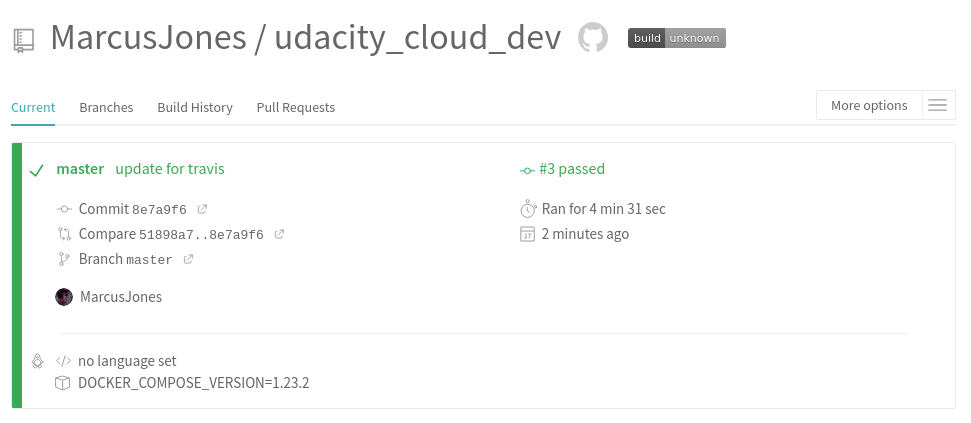 MarcusJones / udacity_cloud_dev build unknown
Current Branches Build History Pull Requests More options
master update for travis
#3 passed
Commit 8e7a9f6
Compare 51898a7..8e7a9f6
Branch master
Ran for 4 min 31 sec
27 2 minutes ago
MarcusJones
</> no language set
DOCKER_COMPOSE_VERSION=1.23.2